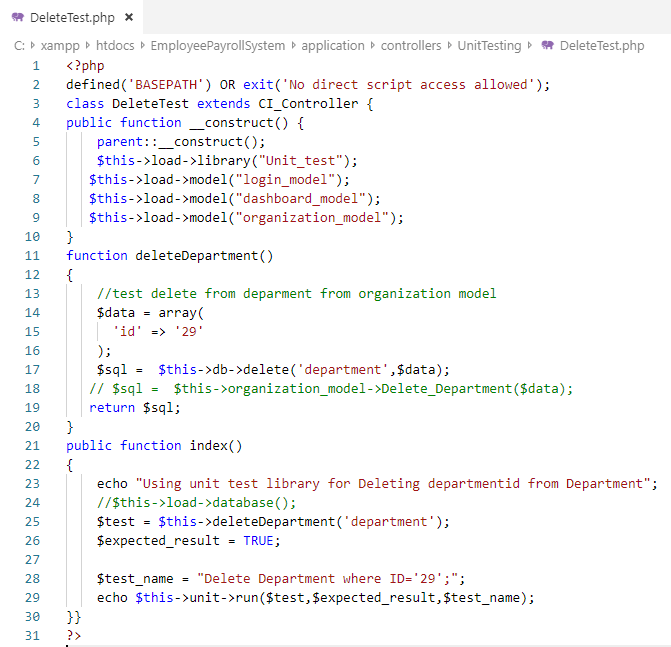 DeleteTest.php ×
C: > xampp > htdocs > EmployeePayrollSystem > application > controllers > UnitTesting > DeleteTest.php
1 <?php
2 defined('BASEPATH') OR exit('No direct script access allowed');
3 class DeleteTest extends CI_Controller {
4 public function __construct() {
5     parent::__construct();
6     $this->load->library("Unit_test");
7    $this->load->model("login_model");
8    $this->load->model("dashboard_model");
9    $this->load->model("organization_model");
10 }
11 function deleteDepartment()
12 {
13     //test delete from deparment from organization model
14     $data = array(
15       'id' => '29'
16     );
17     $sql =  $this->db->delete('department',$data);
18    // $sql =  $this->organization_model->Delete_Department($data);
19    return $sql;
20 }
21 public function index()
22 {
23     echo "Using unit test library for Deleting departmentid from Department";
24     //$this->load->database();
25     $test = $this->deleteDepartment('department');
26     $expected_result = TRUE;
27
28     $test_name = "Delete Department where ID='29';";
29     echo $this->unit->run($test,$expected_result,$test_name);
30 }}
31 ?>